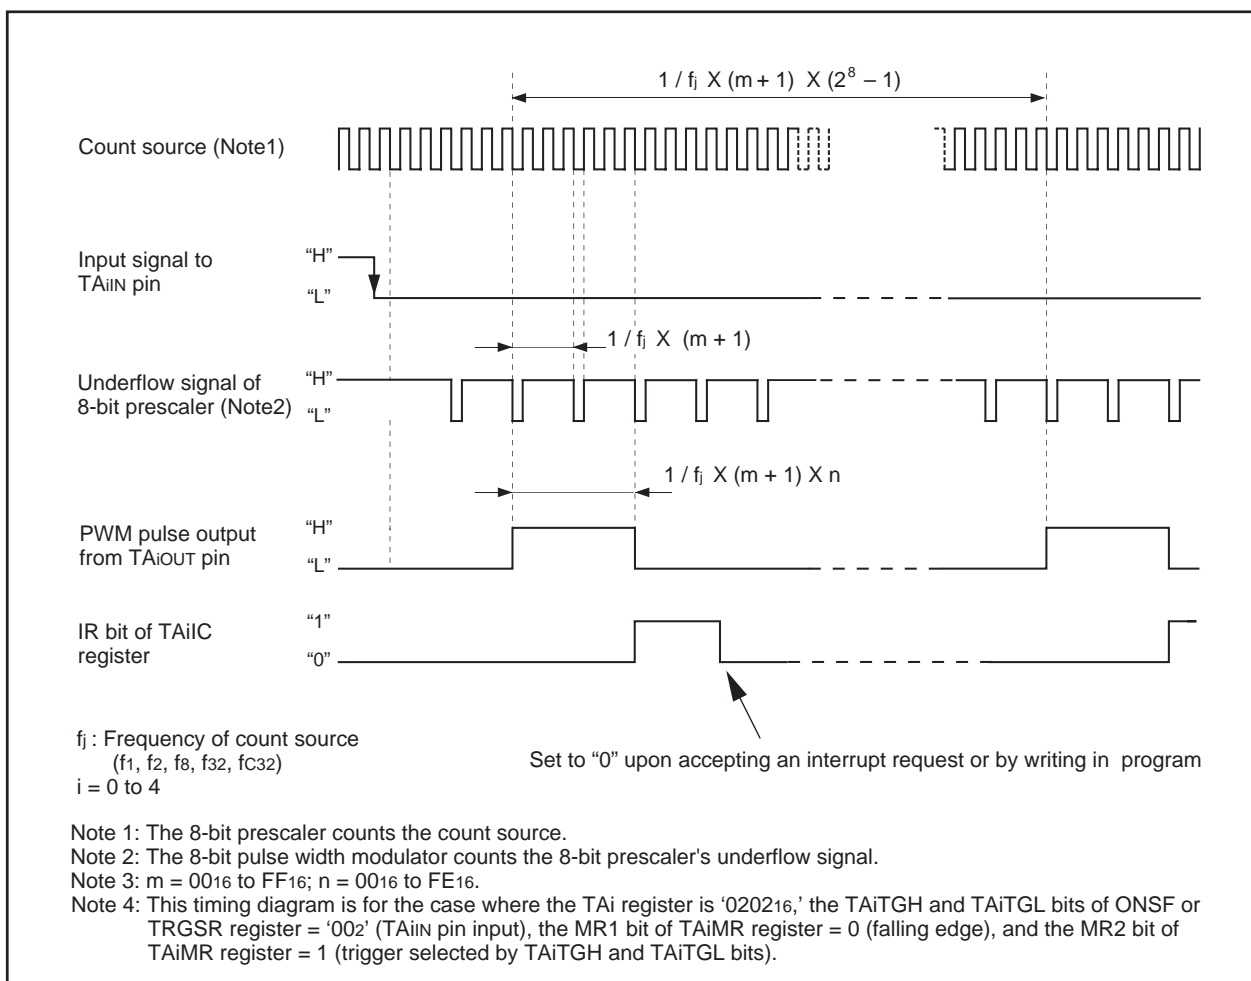 1 / fj X (m + 1) X (2⁸ – 1)
Count source (Note1)
Input signal to
TAiIN pin
“H”
“L”
1 / fj X (m + 1)
Underflow signal of
8-bit prescaler (Note2)
“H”
“L”
1 / fj X (m + 1) X n
PWM pulse output
from TAiOUT pin
“H”
“L”
IR bit of TAiIC
register
“1”
“0”
fj : Frequency of count source
(f1, f2, f8, f32, fC32)
i = 0 to 4
Set to “0” upon accepting an interrupt request or by writing in program
Note 1: The 8-bit prescaler counts the count source.
Note 2: The 8-bit pulse width modulator counts the 8-bit prescaler's underflow signal.
Note 3: m = 0016 to FF16; n = 0016 to FE16.
Note 4: This timing diagram is for the case where the TAi register is ‘020216,’ the TAiTGH and TAiTGL bits of ONSF or
TRGSR register = ‘002’ (TAiIN pin input), the MR1 bit of TAiMR register = 0 (falling edge), and the MR2 bit of
TAiMR register = 1 (trigger selected by TAiTGH and TAiTGL bits).